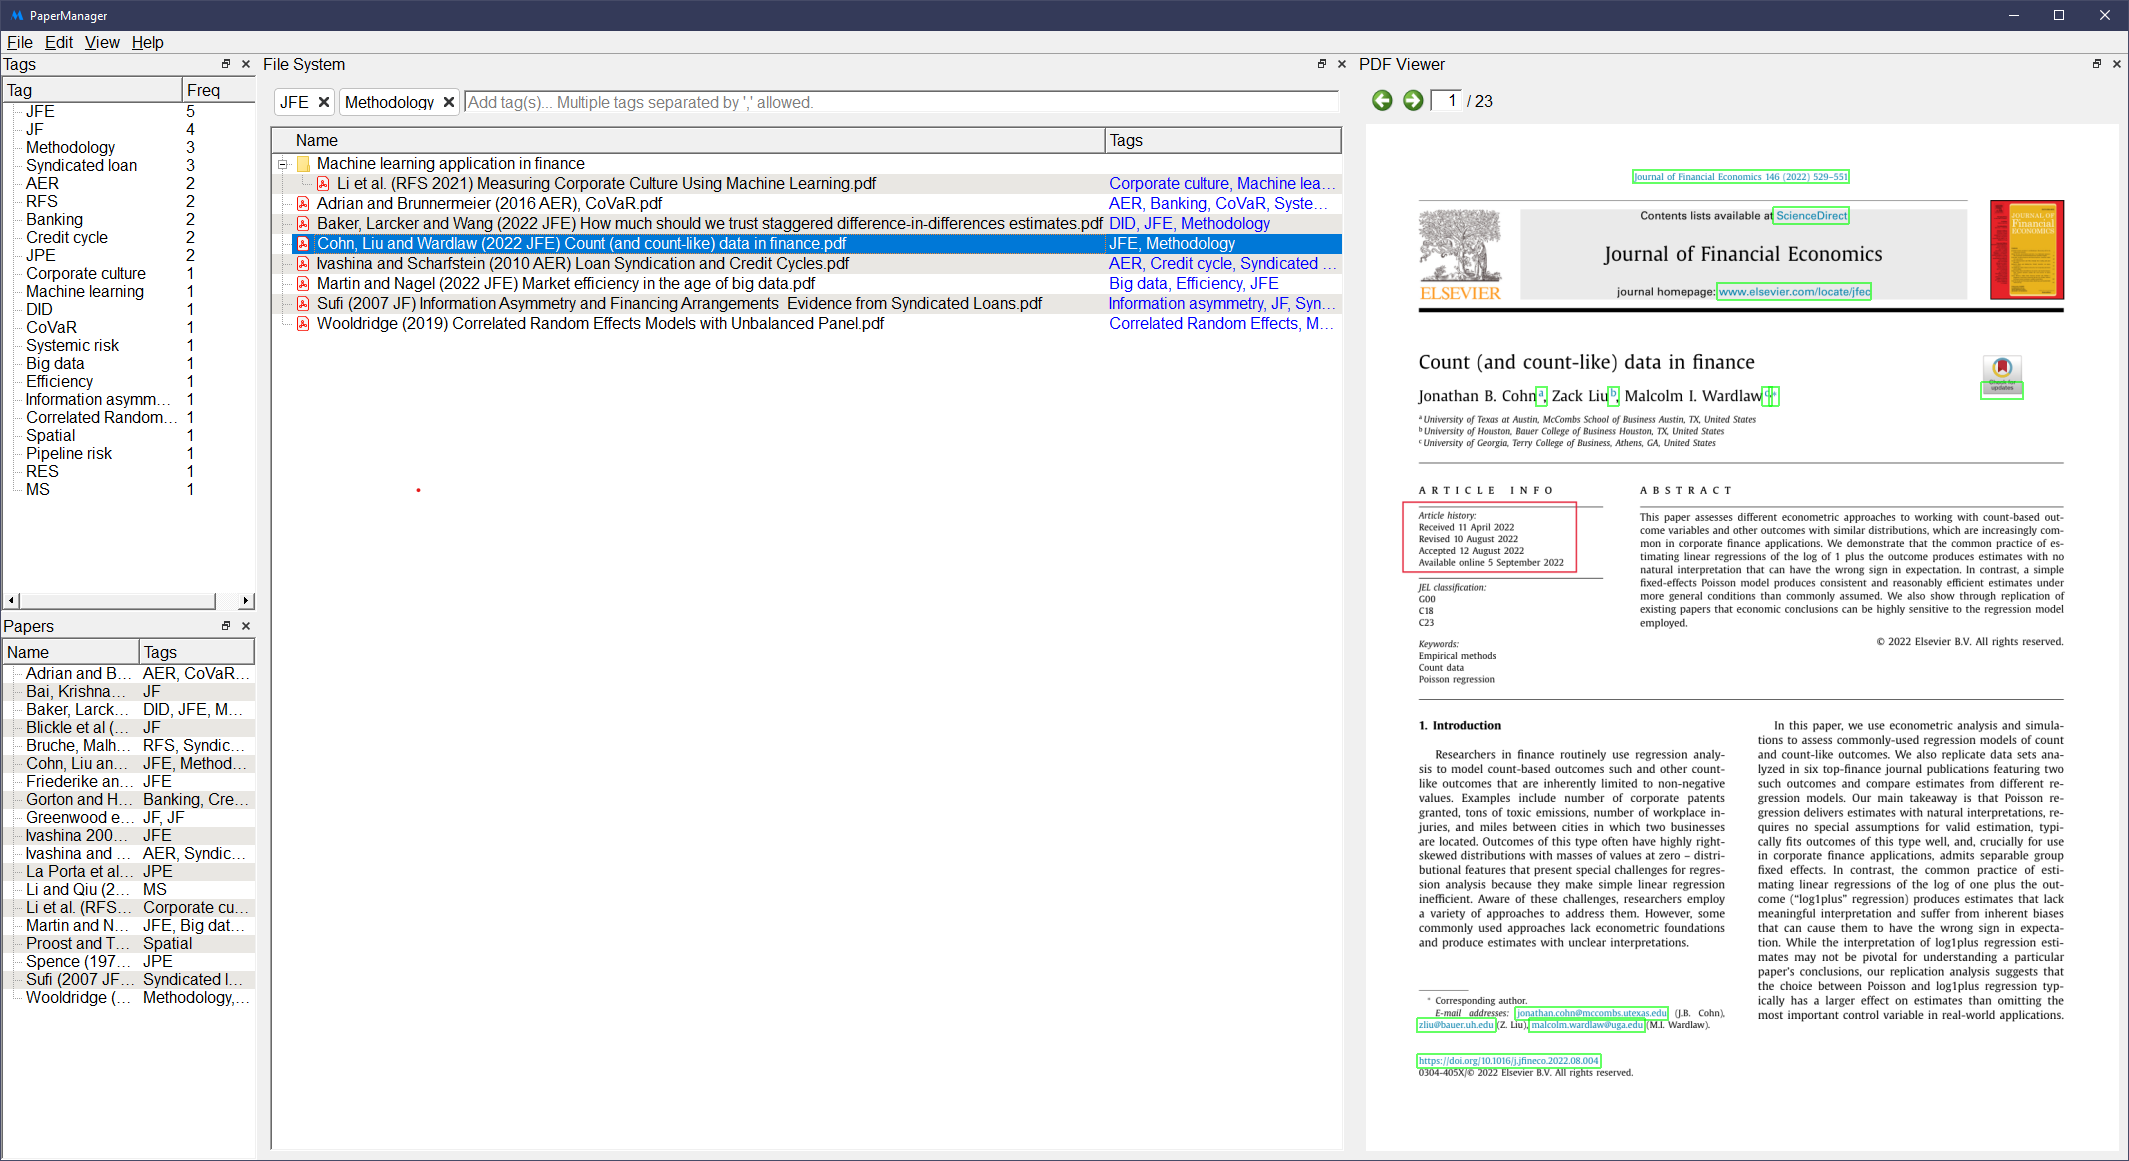 PaperManager
File Edit View Help
Tags
Tag Freq
JFE 5
JF 4
Methodology 3
Syndicated loan 3
AER 2
RFS 2
Banking 2
Credit cycle 2
JPE 2
Corporate culture 1
Machine learning 1
DID 1
CoVaR 1
Systemic risk 1
Big data 1
Efficiency 1
Information asymm... 1
Correlated Random... 1
Spatial 1
Pipeline risk 1
RES 1
MS 1
Papers
Name Tags
Adrian and B... AER, CoVaR...
Bai, Krishna... JF
Baker, Larck... DID, JFE, M...
Blickle et al (... JF
Bruche, Malh... RFS, Syndic...
Cohn, Liu an... JFE, Method...
Friederike an... JFE
Gorton and H... Banking, Cre...
Greenwood e... JF, JF
Ivashina 200... JFE
Ivashina and ... AER, Syndic...
La Porta et al... JPE
Li and Qiu (2... MS
Li et al. (RFS... Corporate cu...
Martin and N... JFE, Big dat...
Proost and T... Spatial
Spence (197... JPE
Sufi (2007 JF... Syndicated l...
Wooldridge (... Methodology,...
File System
JFE Methodology Add tag(s)... Multiple tags separated by ',' allowed.
Name Tags
Machine learning application in finance
Li et al. (RFS 2021) Measuring Corporate Culture Using Machine Learning.pdf Corporate culture, Machine lea...
Adrian and Brunnermeier (2016 AER), CoVaR.pdf AER, Banking, CoVaR, Syste...
Baker, Larcker and Wang (2022 JFE) How much should we trust staggered difference-in-differences estimates.pdf DID, JFE, Methodology
Cohn, Liu and Wardlaw (2022 JFE) Count (and count-like) data in finance.pdf JFE, Methodology
Ivashina and Scharfstein (2010 AER) Loan Syndication and Credit Cycles.pdf AER, Credit cycle, Syndicated ...
Martin and Nagel (2022 JFE) Market efficiency in the age of big data.pdf Big data, Efficiency, JFE
Sufi (2007 JF) Information Asymmetry and Financing Arrangements  Evidence from Syndicated Loans.pdf Information asymmetry, JF, Syn...
Wooldridge (2019) Correlated Random Effects Models with Unbalanced Panel.pdf Correlated Random Effects, M...
PDF Viewer
1 / 23
Journal of Financial Economics 146 (2022) 529–551
Contents lists available at ScienceDirect
Journal of Financial Economics
journal homepage: www.elsevier.com/locate/jfec
ELSEVIER
JOURNAL OF
Financial
ECONOMICS
Count (and count-like) data in finance
Check for
updates
Jonathan B. Cohn a, Zack Liu b, Malcolm I. Wardlaw c,*
a University of Texas at Austin, McCombs School of Business Austin, TX, United States
b University of Houston, Bauer College of Business Houston, TX, United States
c University of Georgia, Terry College of Business, Athens, GA, United States
ARTICLE INFO
Article history:
Received 11 April 2022
Revised 10 August 2022
Accepted 12 August 2022
Available online 5 September 2022
JEL classification:
G00
C18
C23
Keywords:
Empirical methods
Count data
Poisson regression
ABSTRACT
This paper assesses different econometric approaches to working with count-based out-
come variables and other outcomes with similar distributions, which are increasingly com-
mon in corporate finance applications. We demonstrate that the common practice of es-
timating linear regressions of the log of 1 plus the outcome produces estimates with no
natural interpretation that can have the wrong sign in expectation. In contrast, a simple
fixed-effects Poisson model produces consistent and reasonably efficient estimates under
more general conditions than commonly assumed. We also show through replication of
existing papers that economic conclusions can be highly sensitive to the regression model
employed.
© 2022 Elsevier B.V. All rights reserved.
1. Introduction
Researchers in finance routinely use regression analy-
sis to model count-based outcomes such and other count-
like outcomes that are inherently limited to non-negative
values. Examples include number of corporate patents
granted, tons of toxic emissions, number of workplace in-
juries, and miles between cities in which two businesses
are located. Outcomes of this type often have highly right-
skewed distributions with masses of values at zero – distri-
butional features that present special challenges for regres-
sion analysis because they make simple linear regression
inefficient. Aware of these challenges, researchers employ
a variety of approaches to address them. However, some
commonly used approaches lack econometric foundations
and produce estimates with unclear interpretations.
* Corresponding author.
E-mail addresses: jonathan.cohn@mccombs.utexas.edu (J.B. Cohn),
zliu@bauer.uh.edu (Z. Liu), malcolm.wardlaw@uga.edu (M.I. Wardlaw).
In this paper, we use econometric analysis and simula-
tions to assess commonly-used regression models of count
and count-like outcomes. We also replicate data sets ana-
lyzed in six top-finance journal publications featuring two
such outcomes and compare estimates from different re-
gression models. Our main takeaway is that Poisson re-
gression delivers estimates with natural interpretations, re-
quires no special assumptions for valid estimation, typi-
cally fits outcomes of this type well, and, crucially for use
in corporate finance applications, admits separable group
fixed effects. In contrast, the common practice of esti-
mating linear regressions of the log of one plus the out-
come (“log1plus” regression) produces estimates that lack
meaningful interpretation and suffer from inherent biases
that can cause them to have the wrong sign in expecta-
tion. While the interpretation of log1plus regression esti-
mates may not be pivotal for understanding a particular
paper's conclusions, our replication analysis suggests that
the choice between Poisson and log1plus regression typ-
ically has a larger effect on estimates than omitting the
most important control variable in real-world applications.
https://doi.org/10.1016/j.jfineco.2022.08.004
0304-405X/© 2022 Elsevier B.V. All rights reserved.